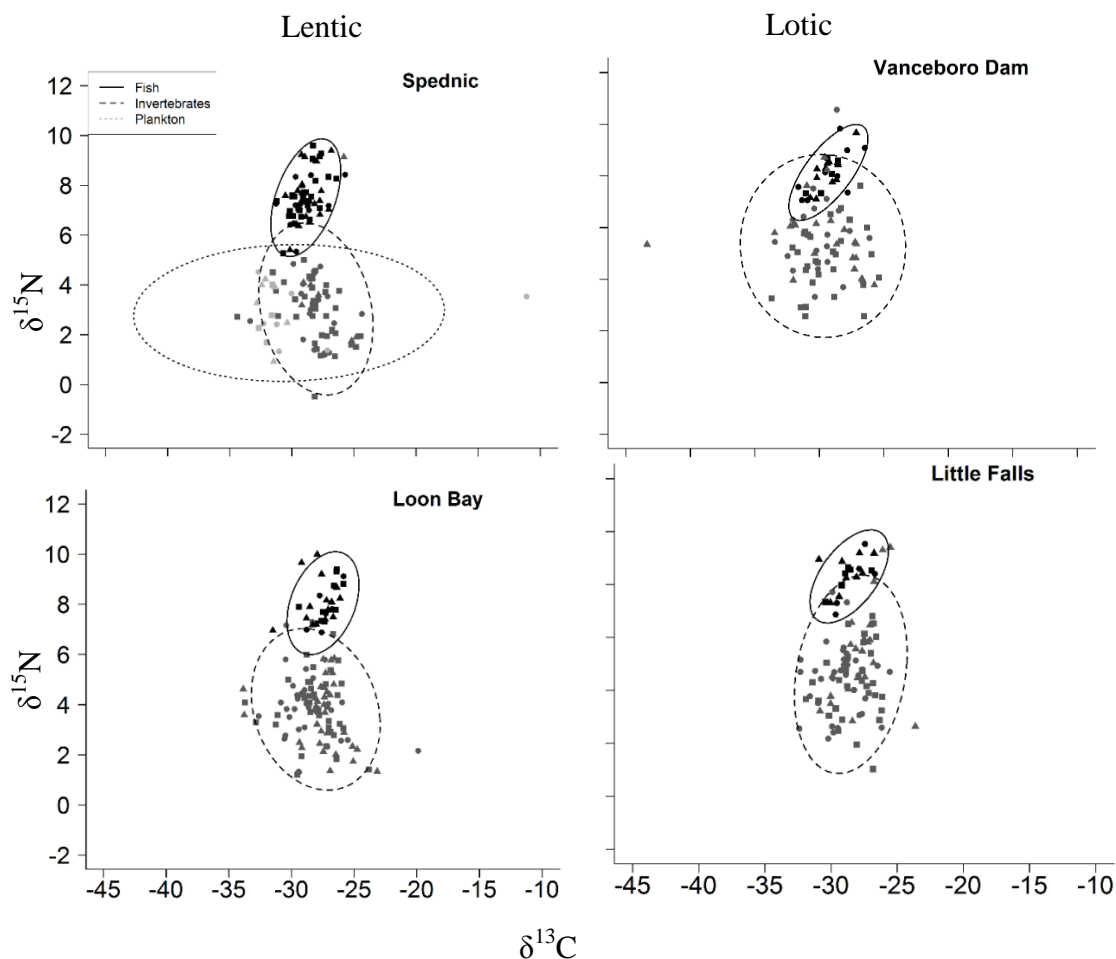 Lentic
Lotic
Spednic
Fish
Invertebrates
Plankton
12
10
8
6
4
2
0
-2
δ¹⁵N
Vanceboro Dam
Loon Bay
12
10
8
6
4
2
0
-2
δ¹⁵N
-45 -40 -35 -30 -25 -20 -15 -10
Little Falls
-45 -40 -35 -30 -25 -20 -15 -10
δ¹³C